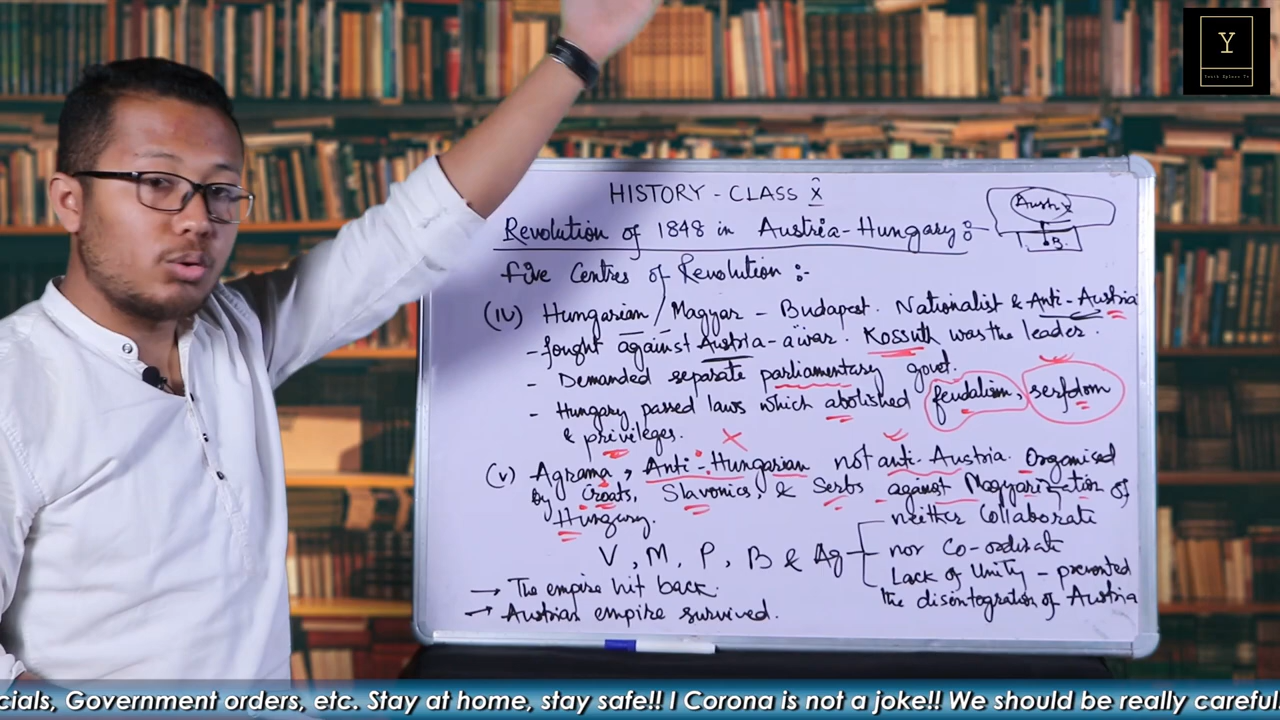 Y
HISTORY - CLASS X
Revolution of 1848 in Austria-Hungary :-
Austria
B.
Five Centres of Revolution :-
(iv) Hungarian / Magyar - Budapest. Nationalist & Anti-Austria
- fought against Austria - a war. Kossuth was the leader.
- Demanded separate parliamentary govt.
- Hungary passed laws which abolished feudalism, serfdom
& privileges.
(v) Agrama, Anti-Hungarian not anti-Austria. Organised
by Croats, Slavonics, & Serbs against Magyarization of
Hungary.
V, M, P, B & Ag
neither Collaborate
nor Co-ordinate
Lack of Unity - prevented
the disintegration of Austria
→ The empire hit back.
→ Austrian empire survived.
cials, Government orders, etc. Stay at home, stay safe!! I Corona is not a joke!! We should be really careful